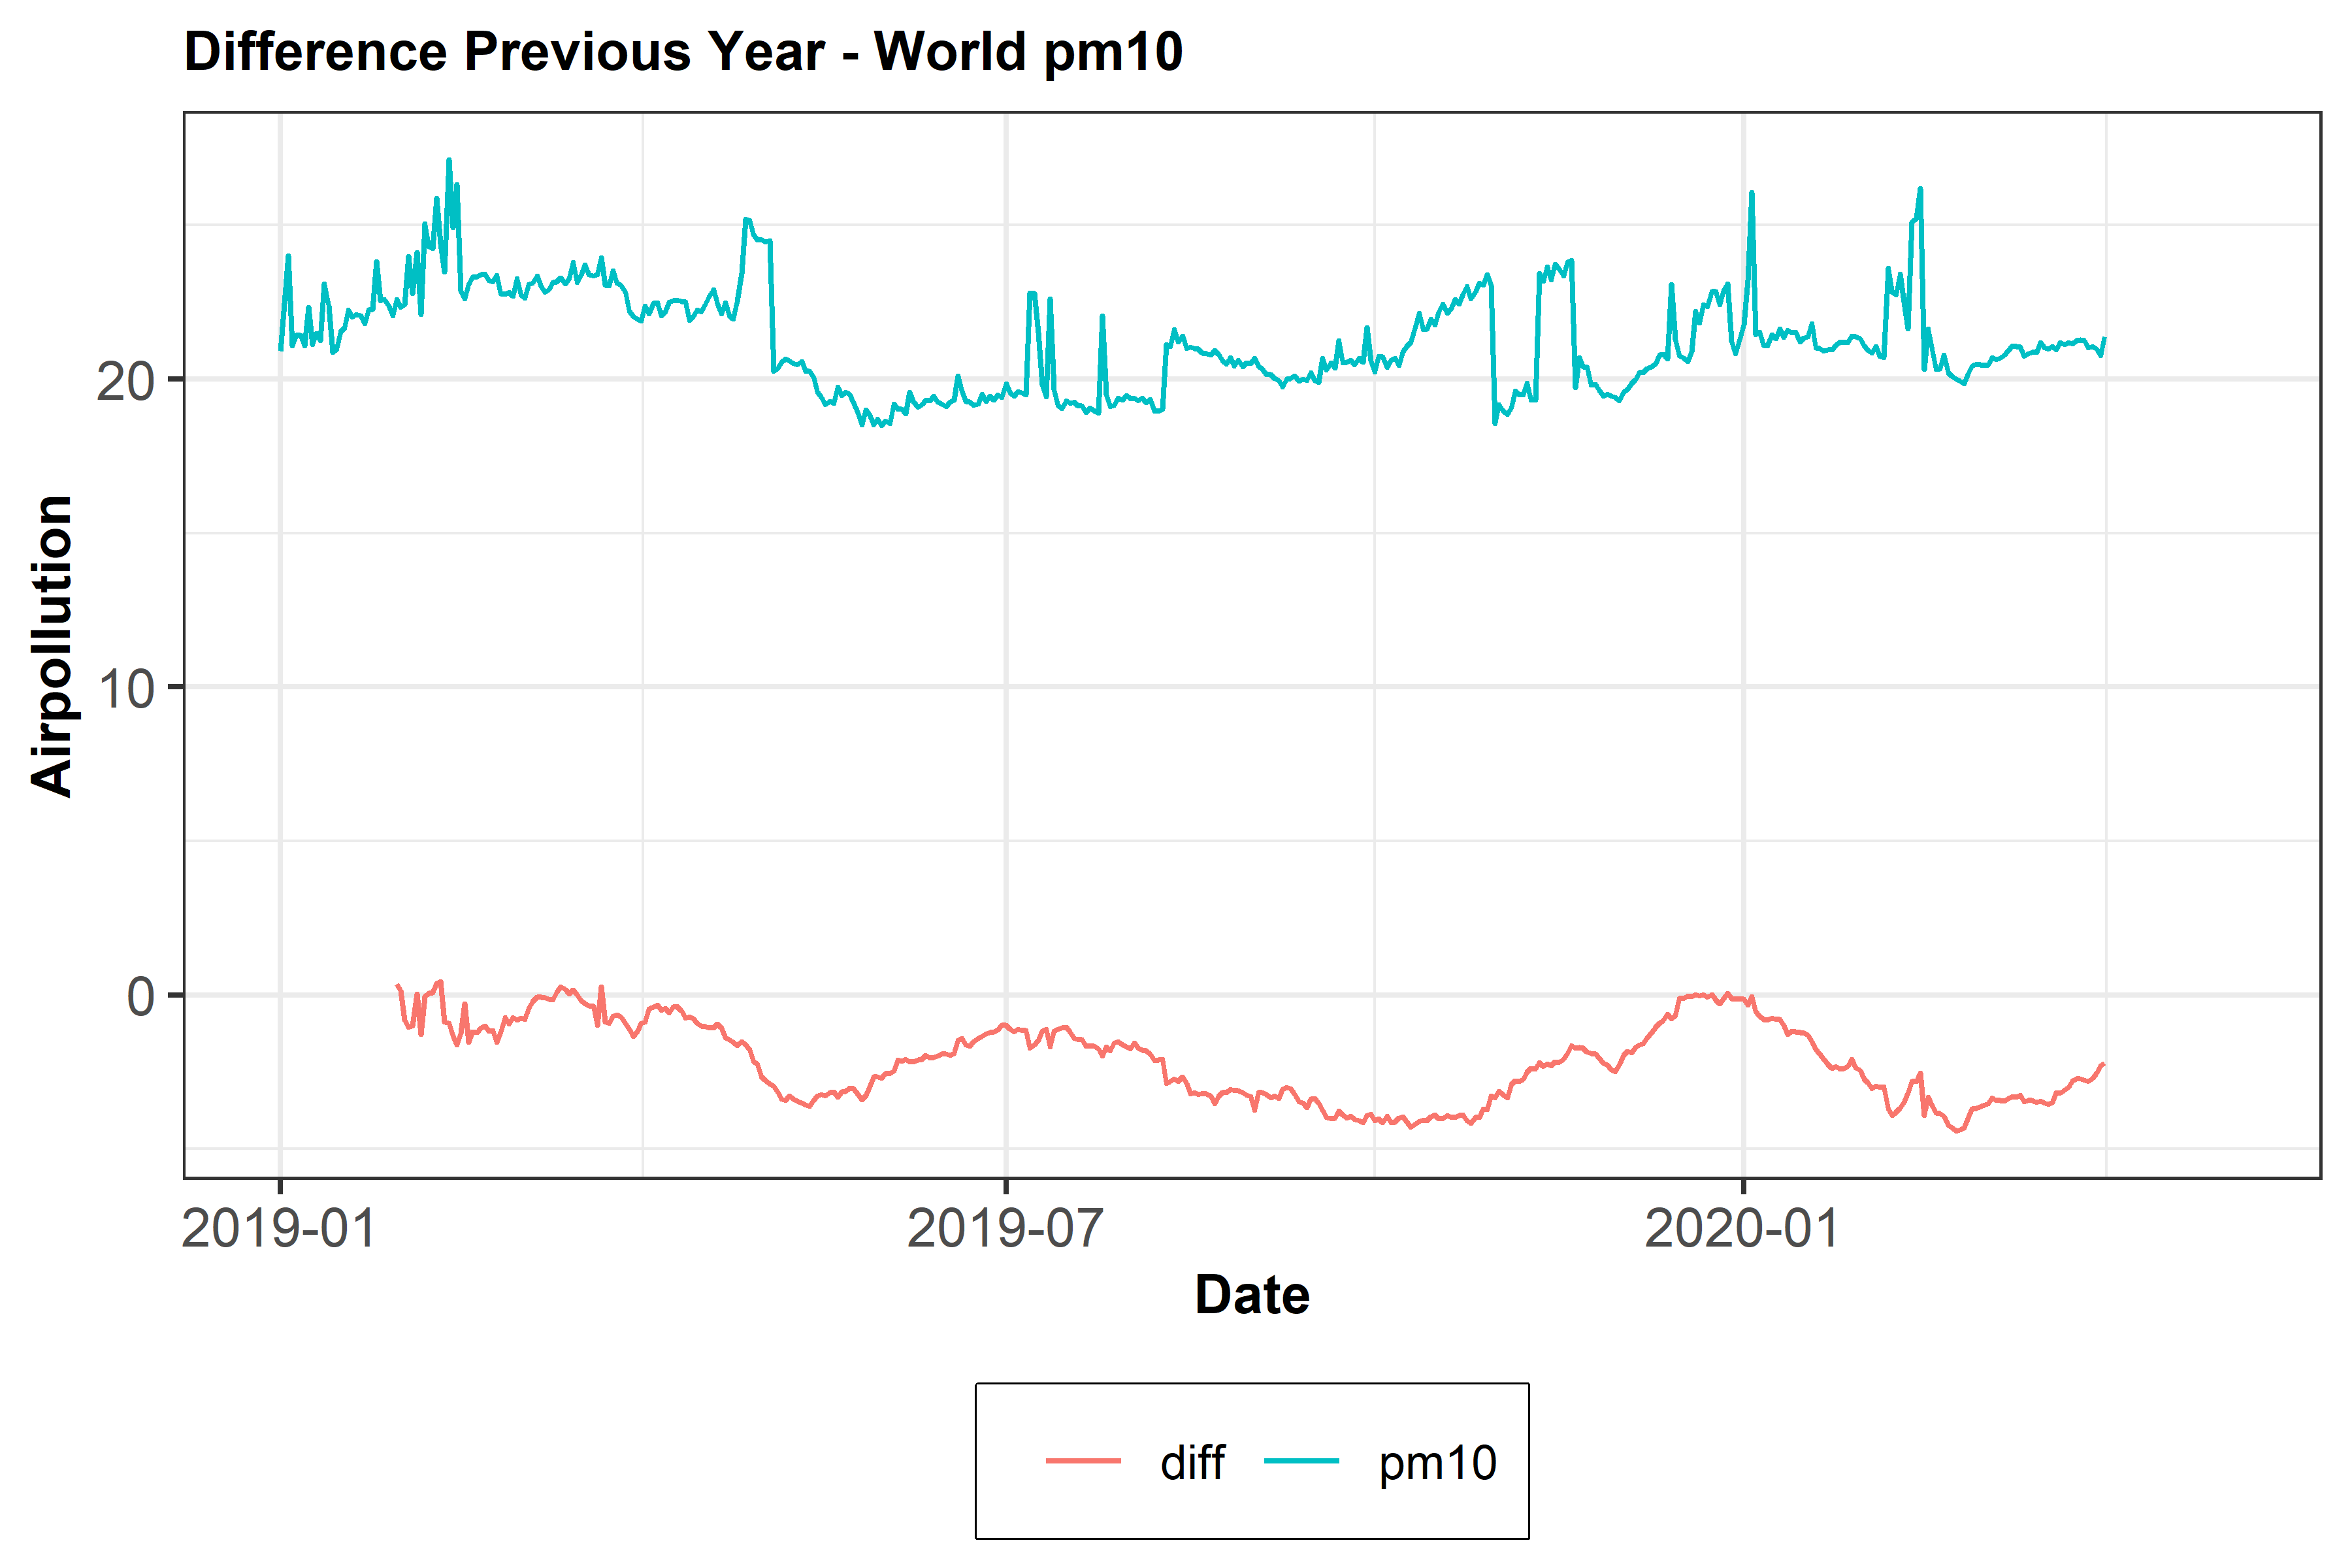 Difference Previous Year - World pm10
Airpollution
20
10
0
2019-01 2019-07 2020-01
Date
diff pm10